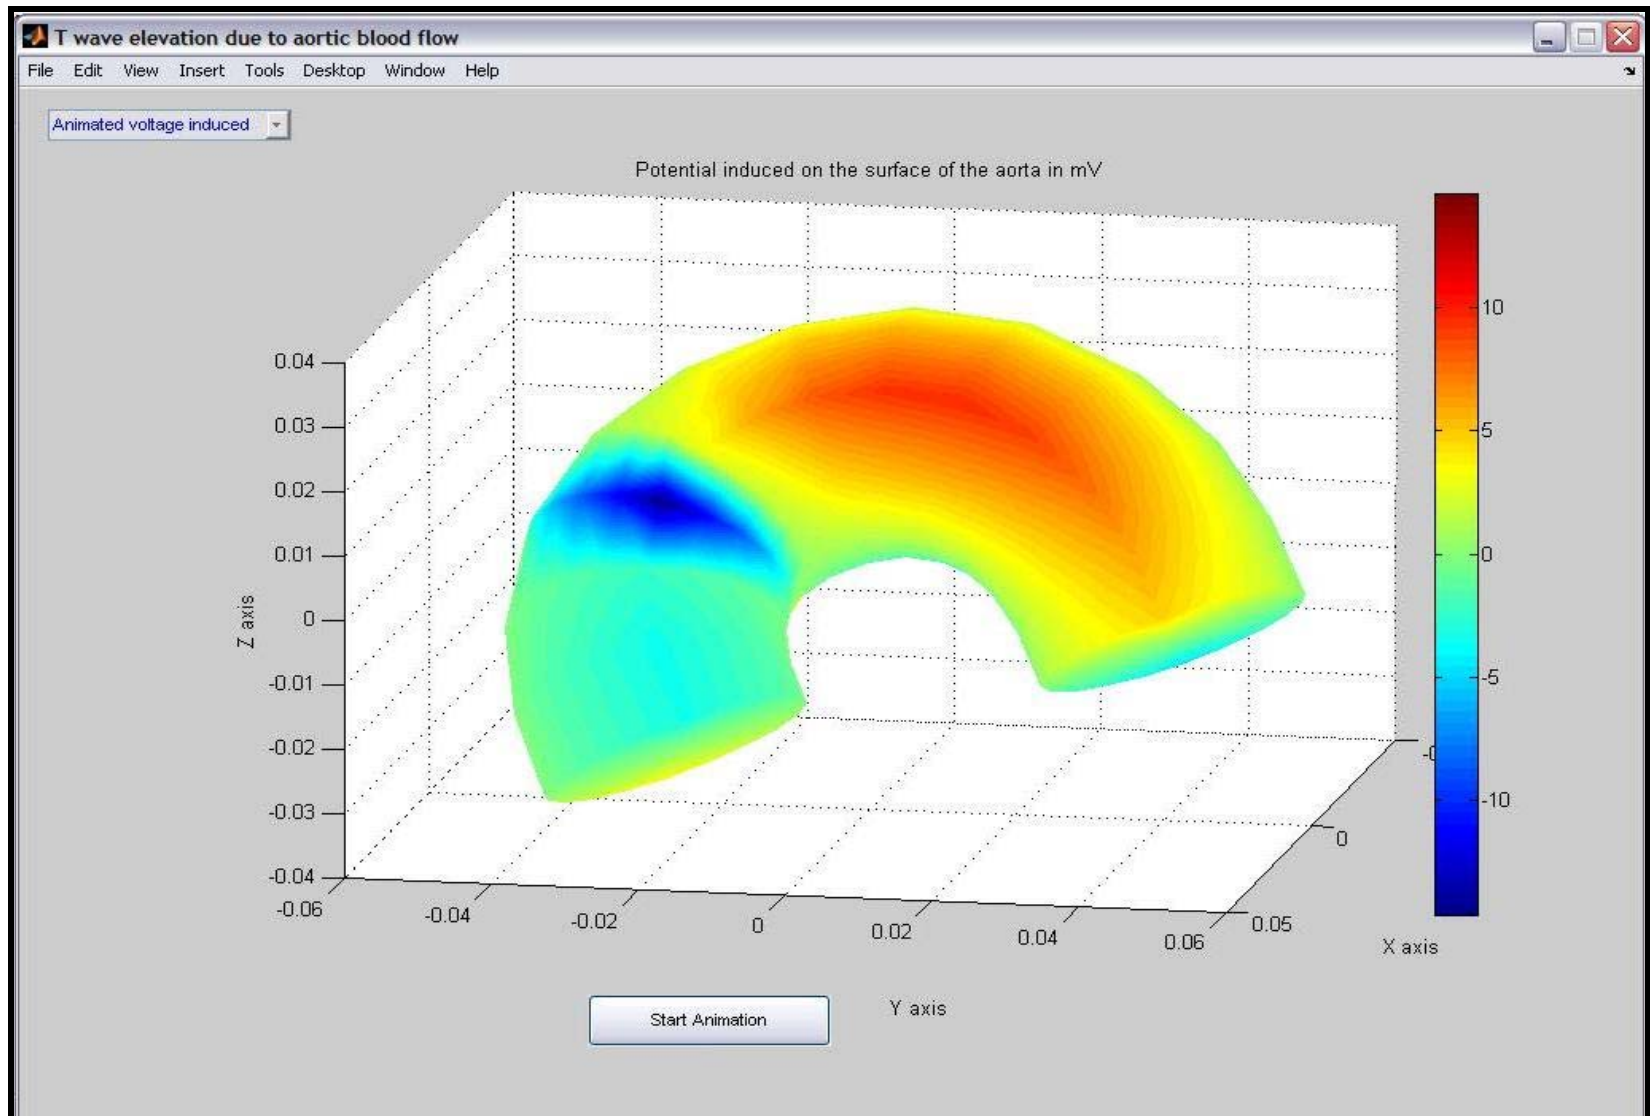 T wave elevation due to aortic blood flow
File Edit View Insert Tools Desktop Window Help
Animated voltage induced
Potential induced on the surface of the aorta in mV
0.04
0.03
0.02
0.01
0
-0.01
-0.02
-0.03
-0.04
Z axis
-0.06
-0.04
-0.02
0
0.02
0.04
0.06
Y axis
0
0.05
X axis
10
5
0
-5
-10
Start Animation